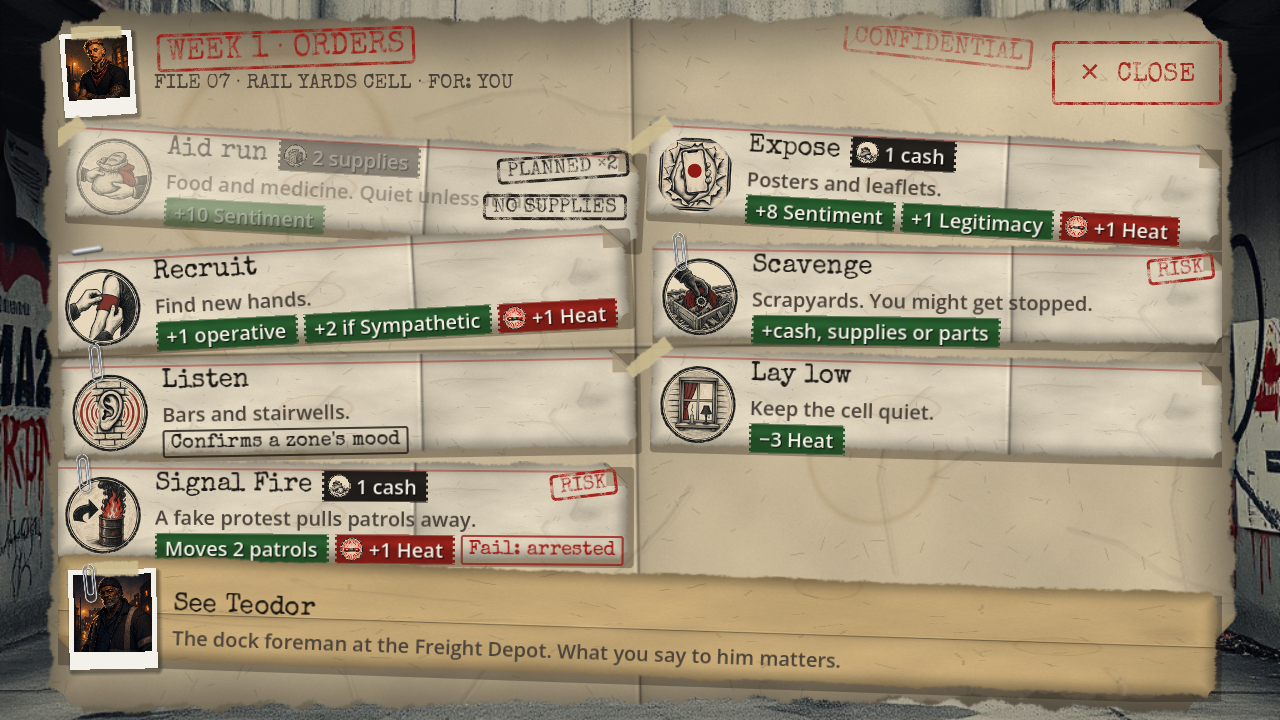 WEEK 1 · ORDERS
FILE 07 · RAIL YARDS CELL · FOR: YOU
CONFIDENTIAL
✕ CLOSE
Aid run
2 supplies
Food and medicine. Quiet unless
+10 Sentiment
PLANNED ×2
NO SUPPLIES
Expose
1 cash
Posters and leaflets.
+8 Sentiment
+1 Legitimacy
+1 Heat
Recruit
Find new hands.
+1 operative
+2 if Sympathetic
+1 Heat
Scavenge
RISK
Scrapyards. You might get stopped.
+cash, supplies or parts
Listen
Bars and stairwells.
Confirms a zone's mood
Lay low
Keep the cell quiet.
−3 Heat
Signal Fire
1 cash
RISK
A fake protest pulls patrols away.
Moves 2 patrols
+1 Heat
Fail: arrested
See Teodor
The dock foreman at the Freight Depot. What you say to him matters.